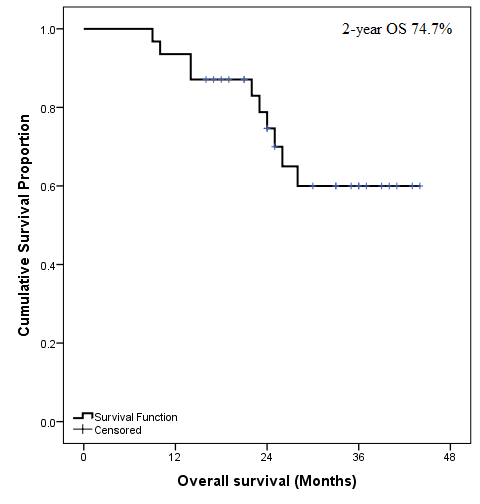 2-year OS 74.7%
Cumulative Survival Proportion
1.0
0.8
0.6
0.4
0.2
0.0
Survival Function
Censored
0 12 24 36 48
Overall survival (Months)